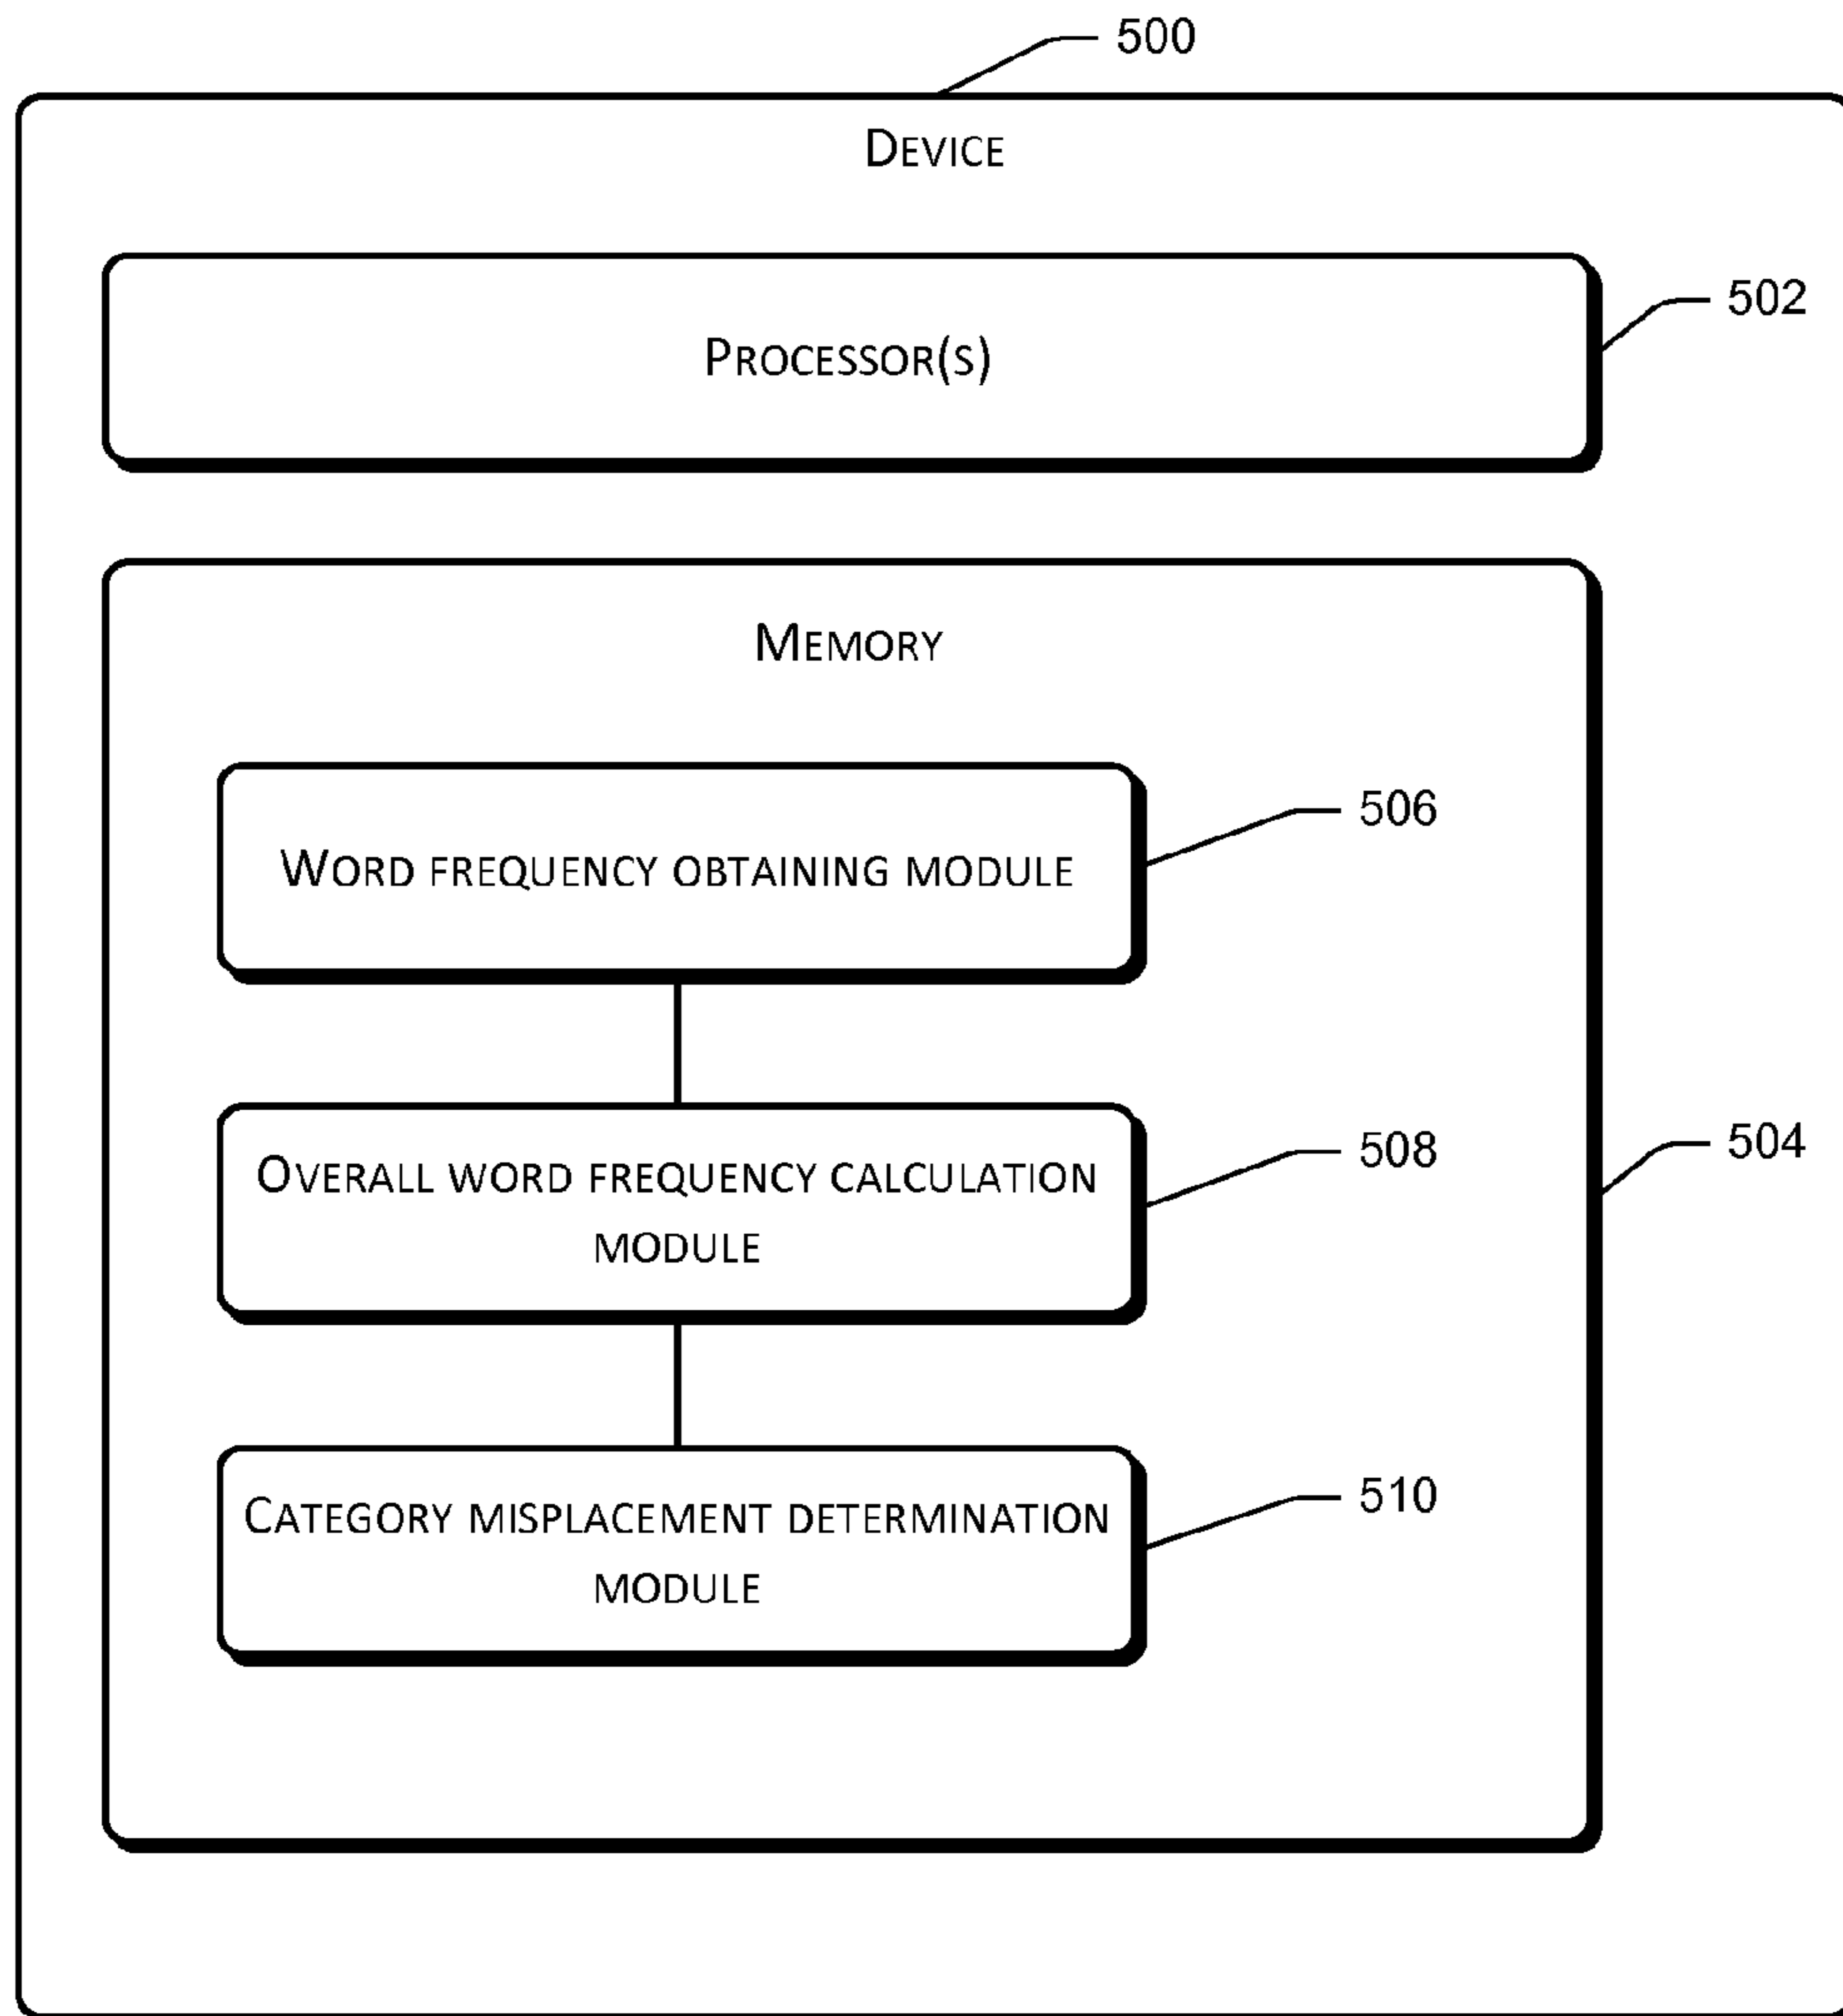 500
DEVICE
502
PROCESSOR(S)
MEMORY
506
WORD FREQUENCY OBTAINING MODULE
508
504
OVERALL WORD FREQUENCY CALCULATION
MODULE
510
CATEGORY MISPLACEMENT DETERMINATION
MODULE